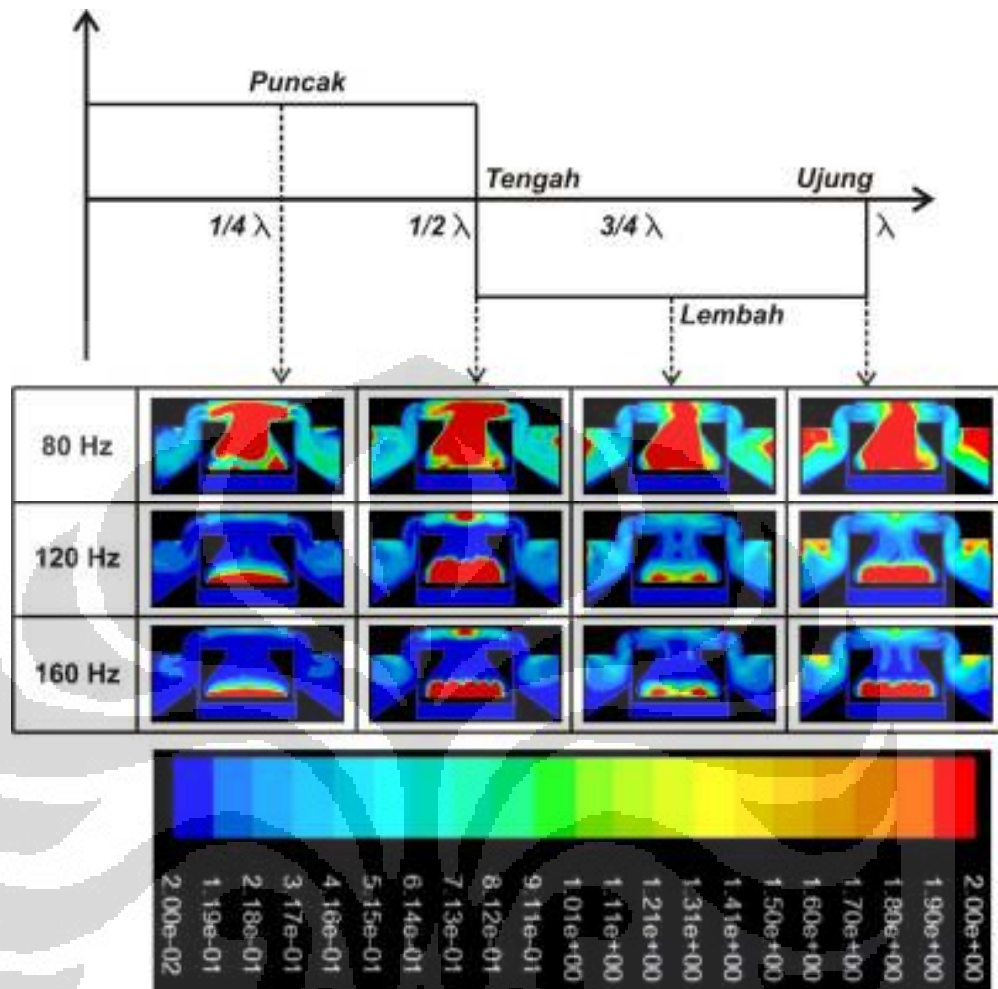 Puncak
Tengah Ujung
1/4 λ 1/2 λ 3/4 λ λ
Lembah
80 Hz
120 Hz
160 Hz
2.00e-02
1.19e-01
2.18e-01
3.17e-01
4.16e-01
5.15e-01
6.14e-01
7.13e-01
8.12e-01
9.11e-01
1.01e+00
1.11e+00
1.21e+00
1.31e+00
1.41e+00
1.50e+00
1.60e+00
1.70e+00
1.80e+00
1.90e+00
2.00e+00